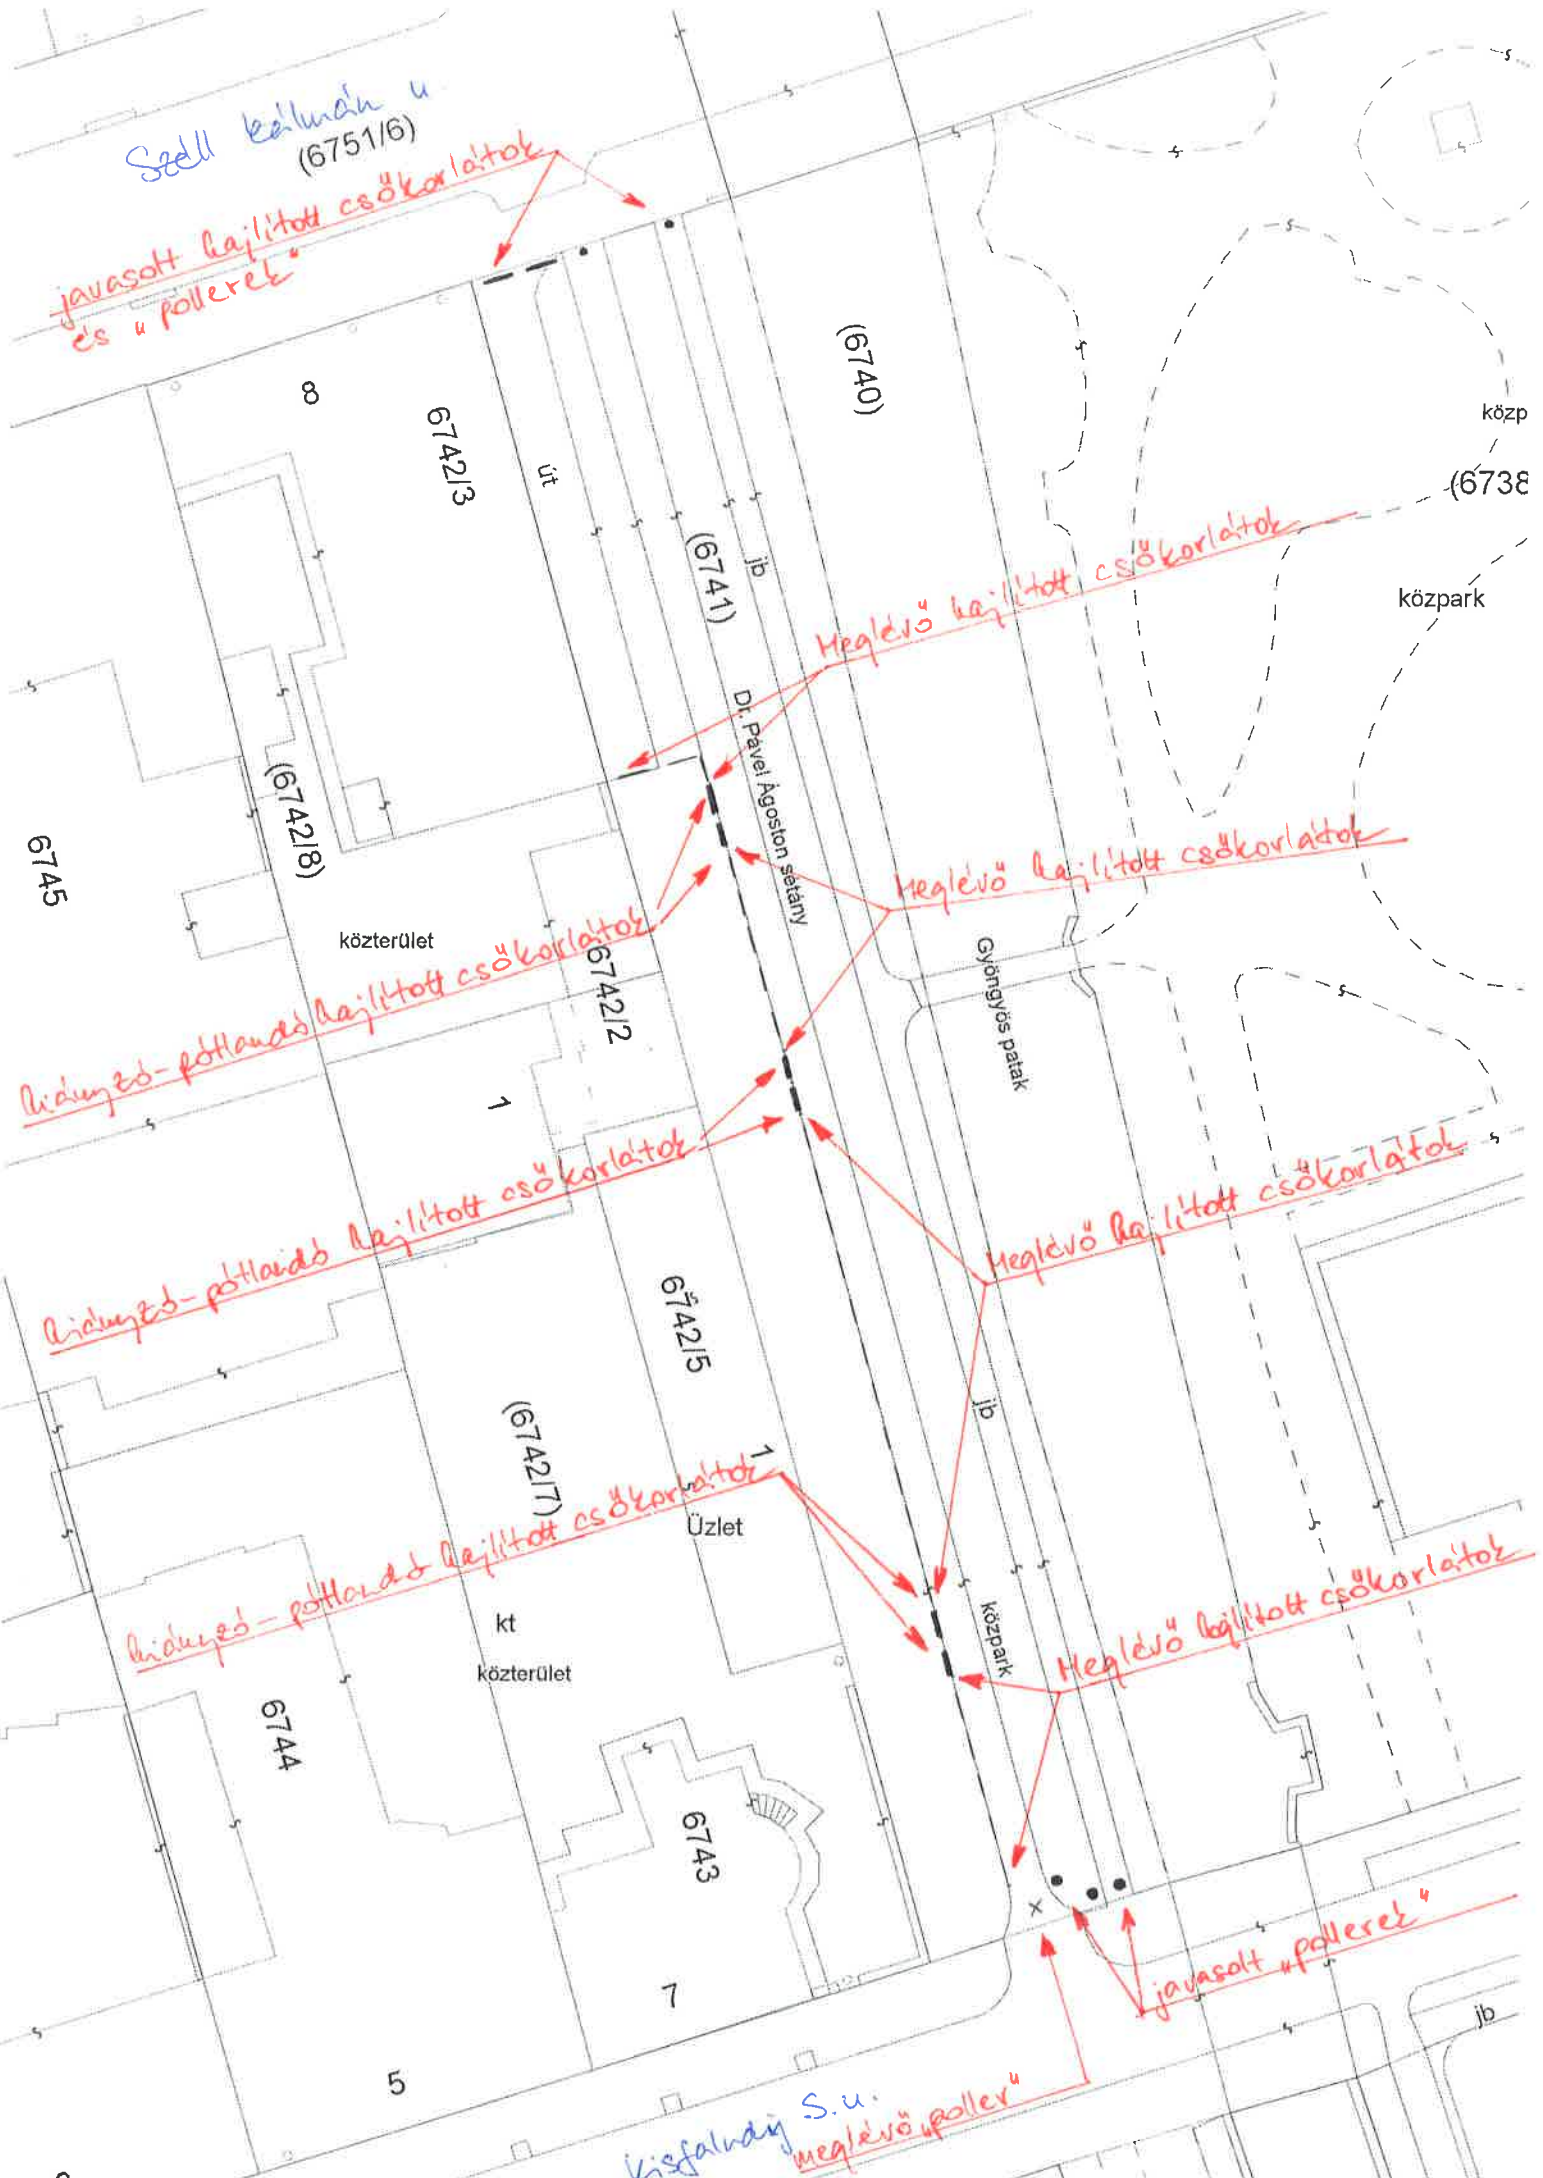 Széll Kálmán u.
(6751/6)
javasolt hajlított csőkorlátok
és "pollerek"
8
6742/3
út
(6740)
közp
(6738
(6741)
jb
Meglévő hajlított csőkorlátok
közpark
Dr. Pável Ágoston sétány
(6742/8)
6745
Meglévő hajlított csőkorlátok
közterület
hiányzó-pótlandó hajlított csőkorlátok
6742/2
Gyöngyös patak
1
hiányzó-pótlandó hajlított csőkorlátok
Meglévő hajlított csőkorlátok
6742/5
jb
(6742/7)
1
hiányzó-pótlandó hajlított csőkorlátok
Üzlet
kt
közterület
közpark
Meglévő hajlított csőkorlátok
6744
6743
x
javasolt „pollerek"
7
jb
5
Kisfaludy S. u.
meglévő „poller"